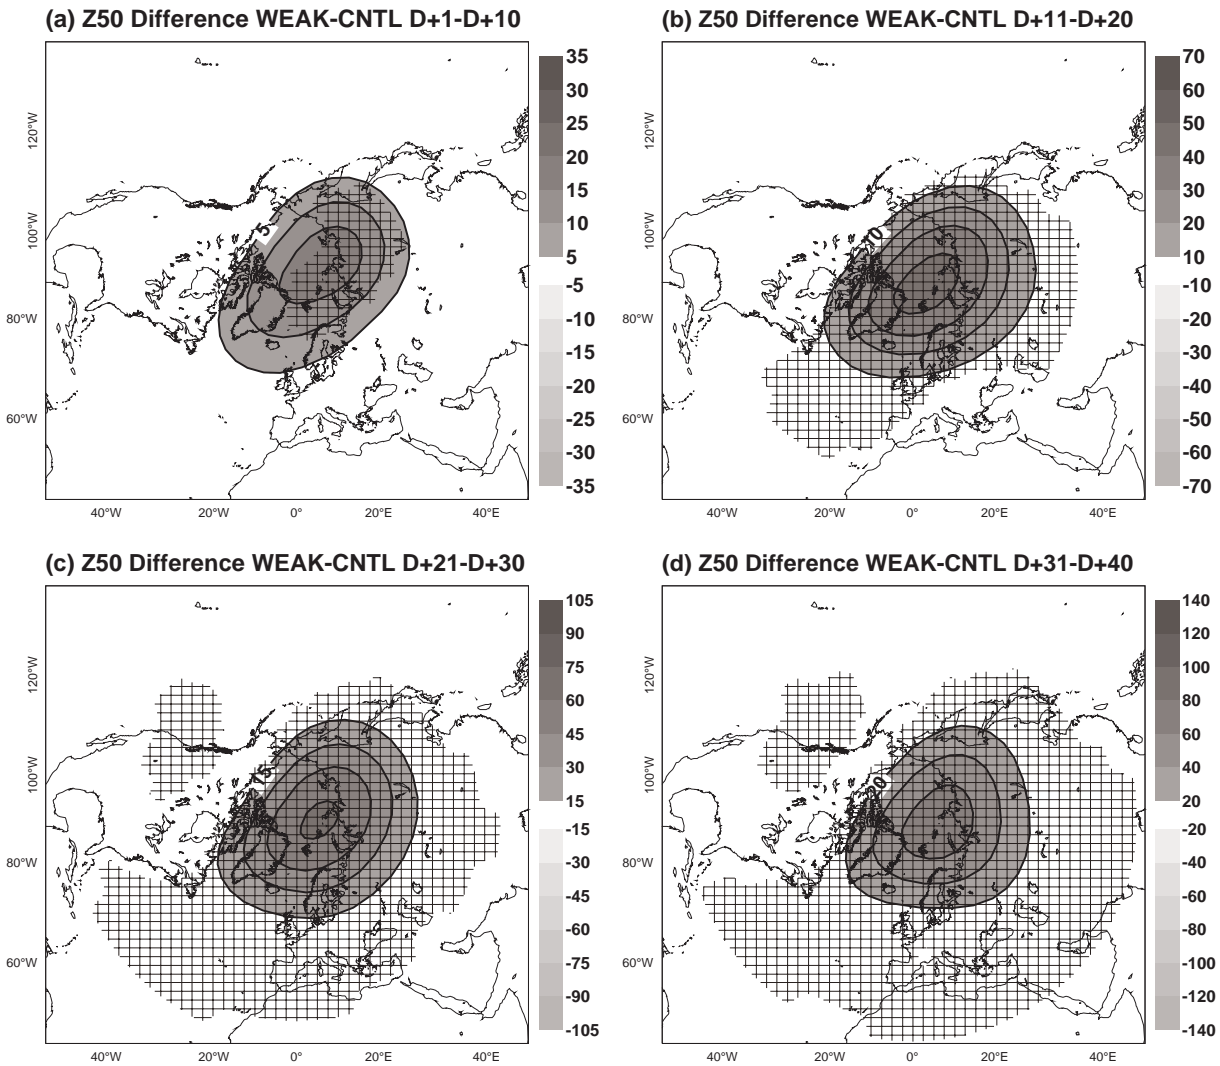 (a) Z50 Difference WEAK-CNTL D+1-D+10
120°W
100°W
80°W
60°W
40°W 20°W 0° 20°E 40°E
5
35
30
25
20
15
10
5
-5
-10
-15
-20
-25
-30
-35
(b) Z50 Difference WEAK-CNTL D+11-D+20
120°W
100°W
80°W
60°W
40°W 20°W 0° 20°E 40°E
10
70
60
50
40
30
20
10
-10
-20
-30
-40
-50
-60
-70
(c) Z50 Difference WEAK-CNTL D+21-D+30
120°W
100°W
80°W
60°W
40°W 20°W 0° 20°E 40°E
15
105
90
75
60
45
30
15
-15
-30
-45
-60
-75
-90
-105
(d) Z50 Difference WEAK-CNTL D+31-D+40
120°W
100°W
80°W
60°W
40°W 20°W 0° 20°E 40°E
20
140
120
100
80
60
40
20
-20
-40
-60
-80
-100
-120
-140